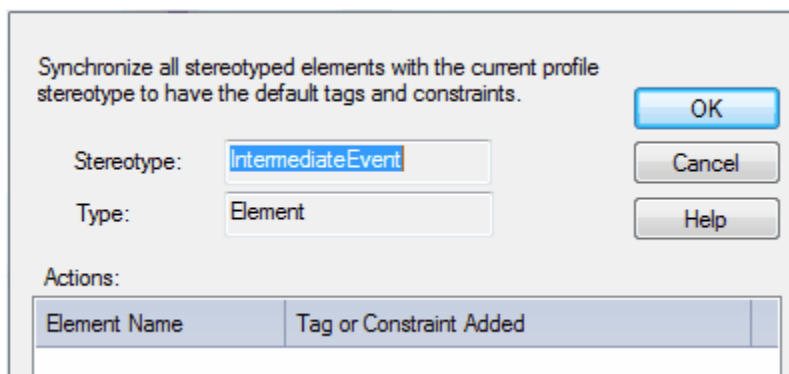 Synchronize all stereotyped elements with the current profile
stereotype to have the default tags and constraints.
OK
Stereotype: IntermediateEvent
Cancel
Type: Element
Help
Actions:
Element Name Tag or Constraint Added